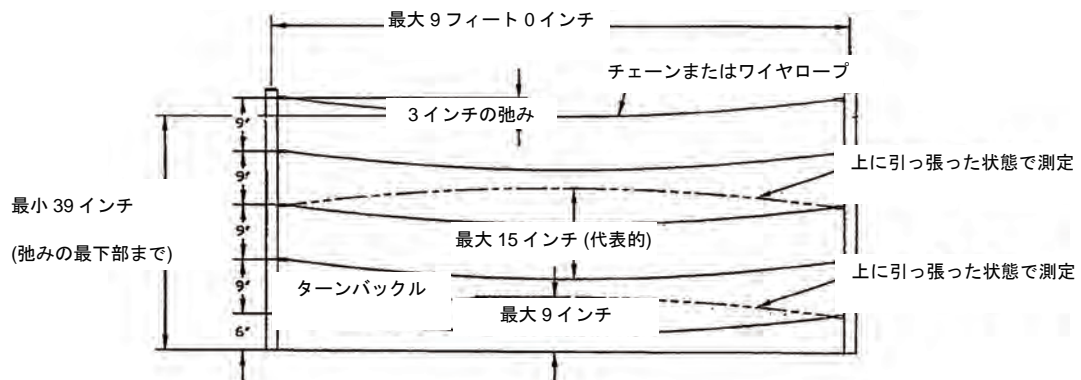 最大 9 フィート 0 インチ
チェーンまたはワイヤロープ
3 インチの弛み
9"
9"
上に引っ張った状態で測定
最小 39 インチ
(弛みの最下部まで)
9"
最大 15 インチ (代表的)
9"
ターンバックル
上に引っ張った状態で測定
最大 9 インチ
6"